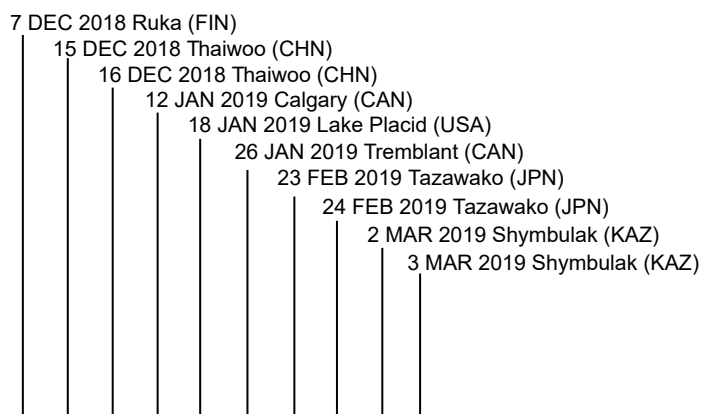 7 DEC 2018 Ruka (FIN)
15 DEC 2018 Thaiwoo (CHN)
16 DEC 2018 Thaiwoo (CHN)
12 JAN 2019 Calgary (CAN)
18 JAN 2019 Lake Placid (USA)
26 JAN 2019 Tremblant (CAN)
23 FEB 2019 Tazawako (JPN)
24 FEB 2019 Tazawako (JPN)
2 MAR 2019 Shymbulak (KAZ)
3 MAR 2019 Shymbulak (KAZ)